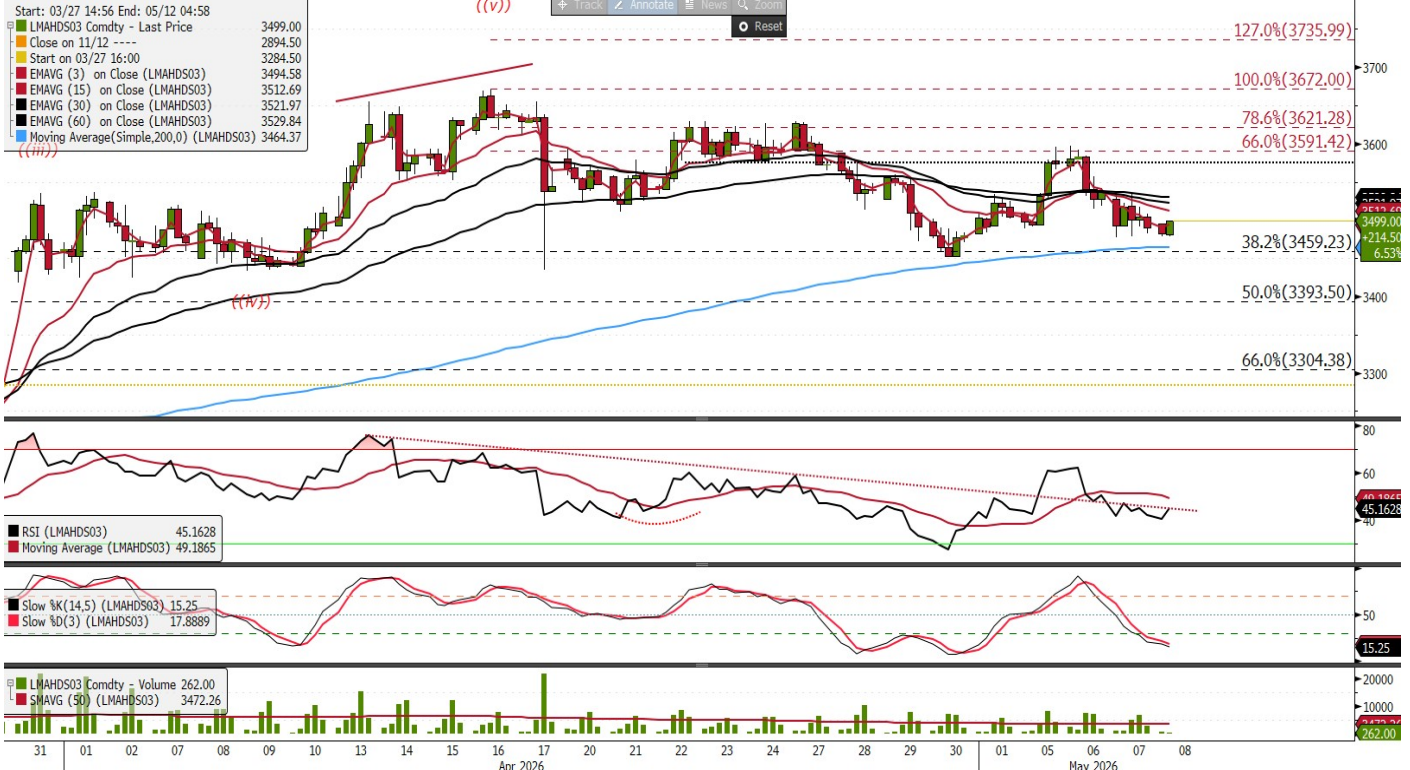 Start: 03/27 14:56 End: 05/12 04:58
LMAHDS03 Comdty - Last Price 3499.00
Close on 11/12 ---- 2894.50
Start on 03/27 16:00 3284.50
EMAVG (3) on Close (LMAHDS03) 3494.58
EMAVG (15) on Close (LMAHDS03) 3512.69
EMAVG (30) on Close (LMAHDS03) 3521.97
EMAVG (60) on Close (LMAHDS03) 3529.84
Moving Average(Simple,200,0) (LMAHDS03) 3464.37
((iii))
((v))
((iv))
Track Annotate News Zoom
Reset
127.0%(3735.99)
100.0%(3672.00)
78.6%(3621.28)
66.0%(3591.42)
38.2%(3459.23)
50.0%(3393.50)
66.0%(3304.38)
3700
3600
3499.00
+214.50
6.53%
3400
3300
RSI (LMAHDS03) 45.1628
Moving Average (LMAHDS03) 49.1865
80
60
49.1865
45.1628
40
Slow %K(14,5) (LMAHDS03) 15.25
Slow %D(3) (LMAHDS03) 17.8889
50
15.25
LMAHDS03 Comdty - Volume 262.00
SMAVG (50) (LMAHDS03) 3472.26
20000
10000
262.00
31 01 02 07 08 09 10 13 14 15 16 17 20 21 22 23 24 27 28 29 30 01 05 06 07 08
Apr 2026 May 2026